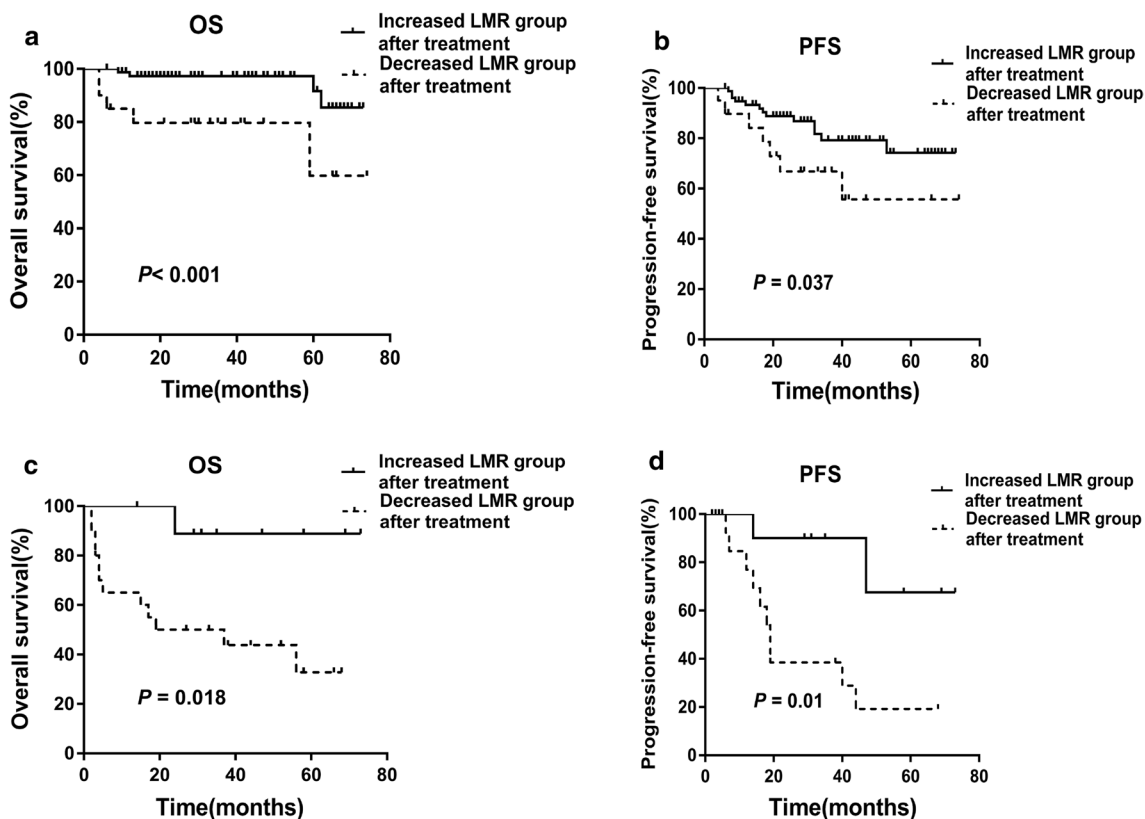 a
OS
Increased LMR group
after treatment
Decreased LMR group
after treatment
Overall survival(%)
100
80
60
40
20
0
P< 0.001
0 20 40 60 80
Time(months)
b
PFS
Increased LMR group
after treatment
Decreased LMR group
after treatment
Progression-free survival(%)
100
80
60
40
20
0
P = 0.037
0 20 40 60 80
Time(months)
c
OS
Increased LMR group
after treatment
Decreased LMR group
after treatment
Overall survival(%)
100
80
60
40
20
0
P = 0.018
0 20 40 60 80
Time(months)
d
PFS
Increased LMR group
after treatment
Decreased LMR group
after treatment
Progression-free survival(%)
100
80
60
40
20
0
P = 0.01
0 20 40 60 80
Time(months)